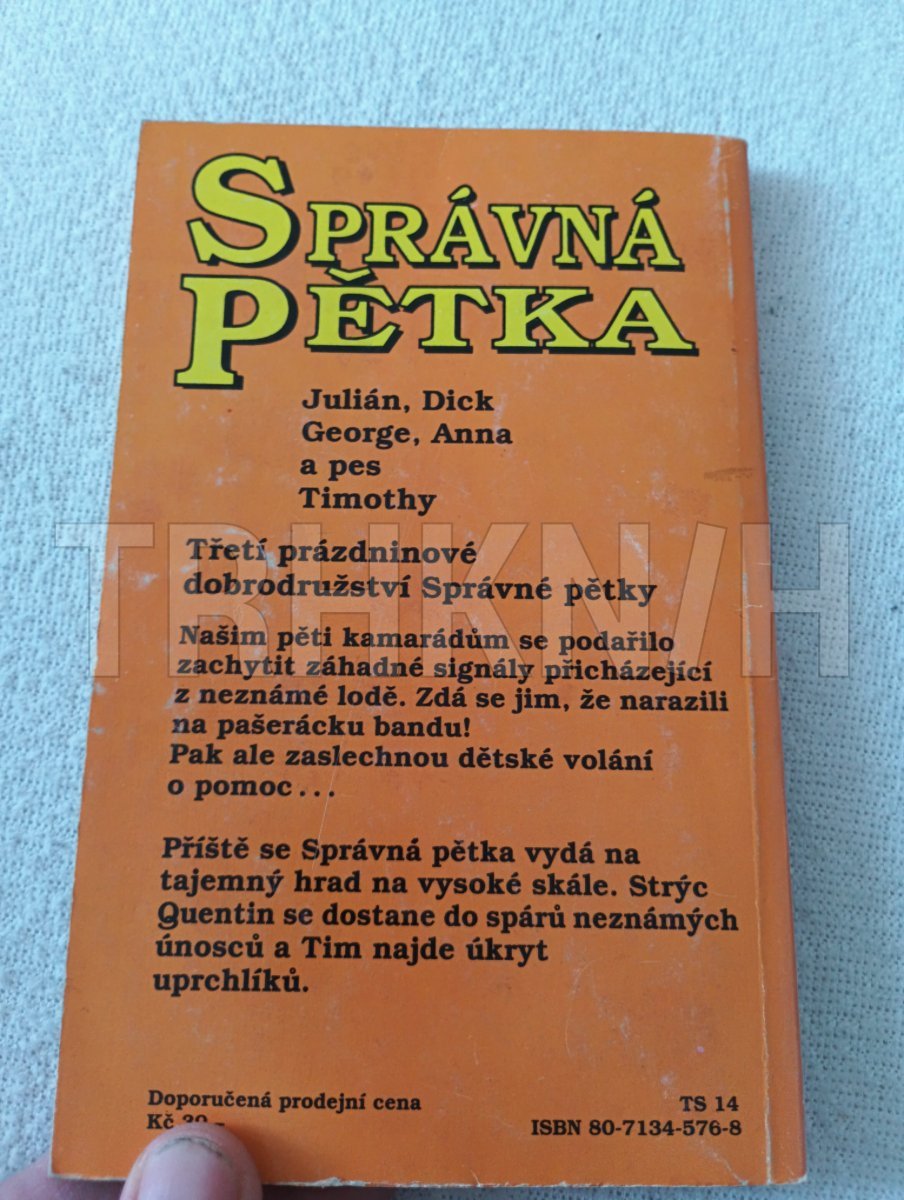 SPRÁVNÁ
PĚTKA
Julián, Dick
George, Anna
a pes
Timothy
Třetí prázdninové
dobrodružství Správné pětky
Našim pěti kamarádům se podařilo
zachytit záhadné signály přicházející
z neznámé lodě. Zdá se jim, že narazili
na pašerácku bandu!
Pak ale zaslechnou dětské volání
o pomoc...
Příště se Správná pětka vydá na
tajemný hrad na vysoké skále. Strýc
Quentin se dostane do spárů neznámých
únosců a Tim najde úkryt
uprchlíků.
Doporučená prodejní cena
Kč
TS 14
ISBN 80-7134-576-8
TBHKN/H